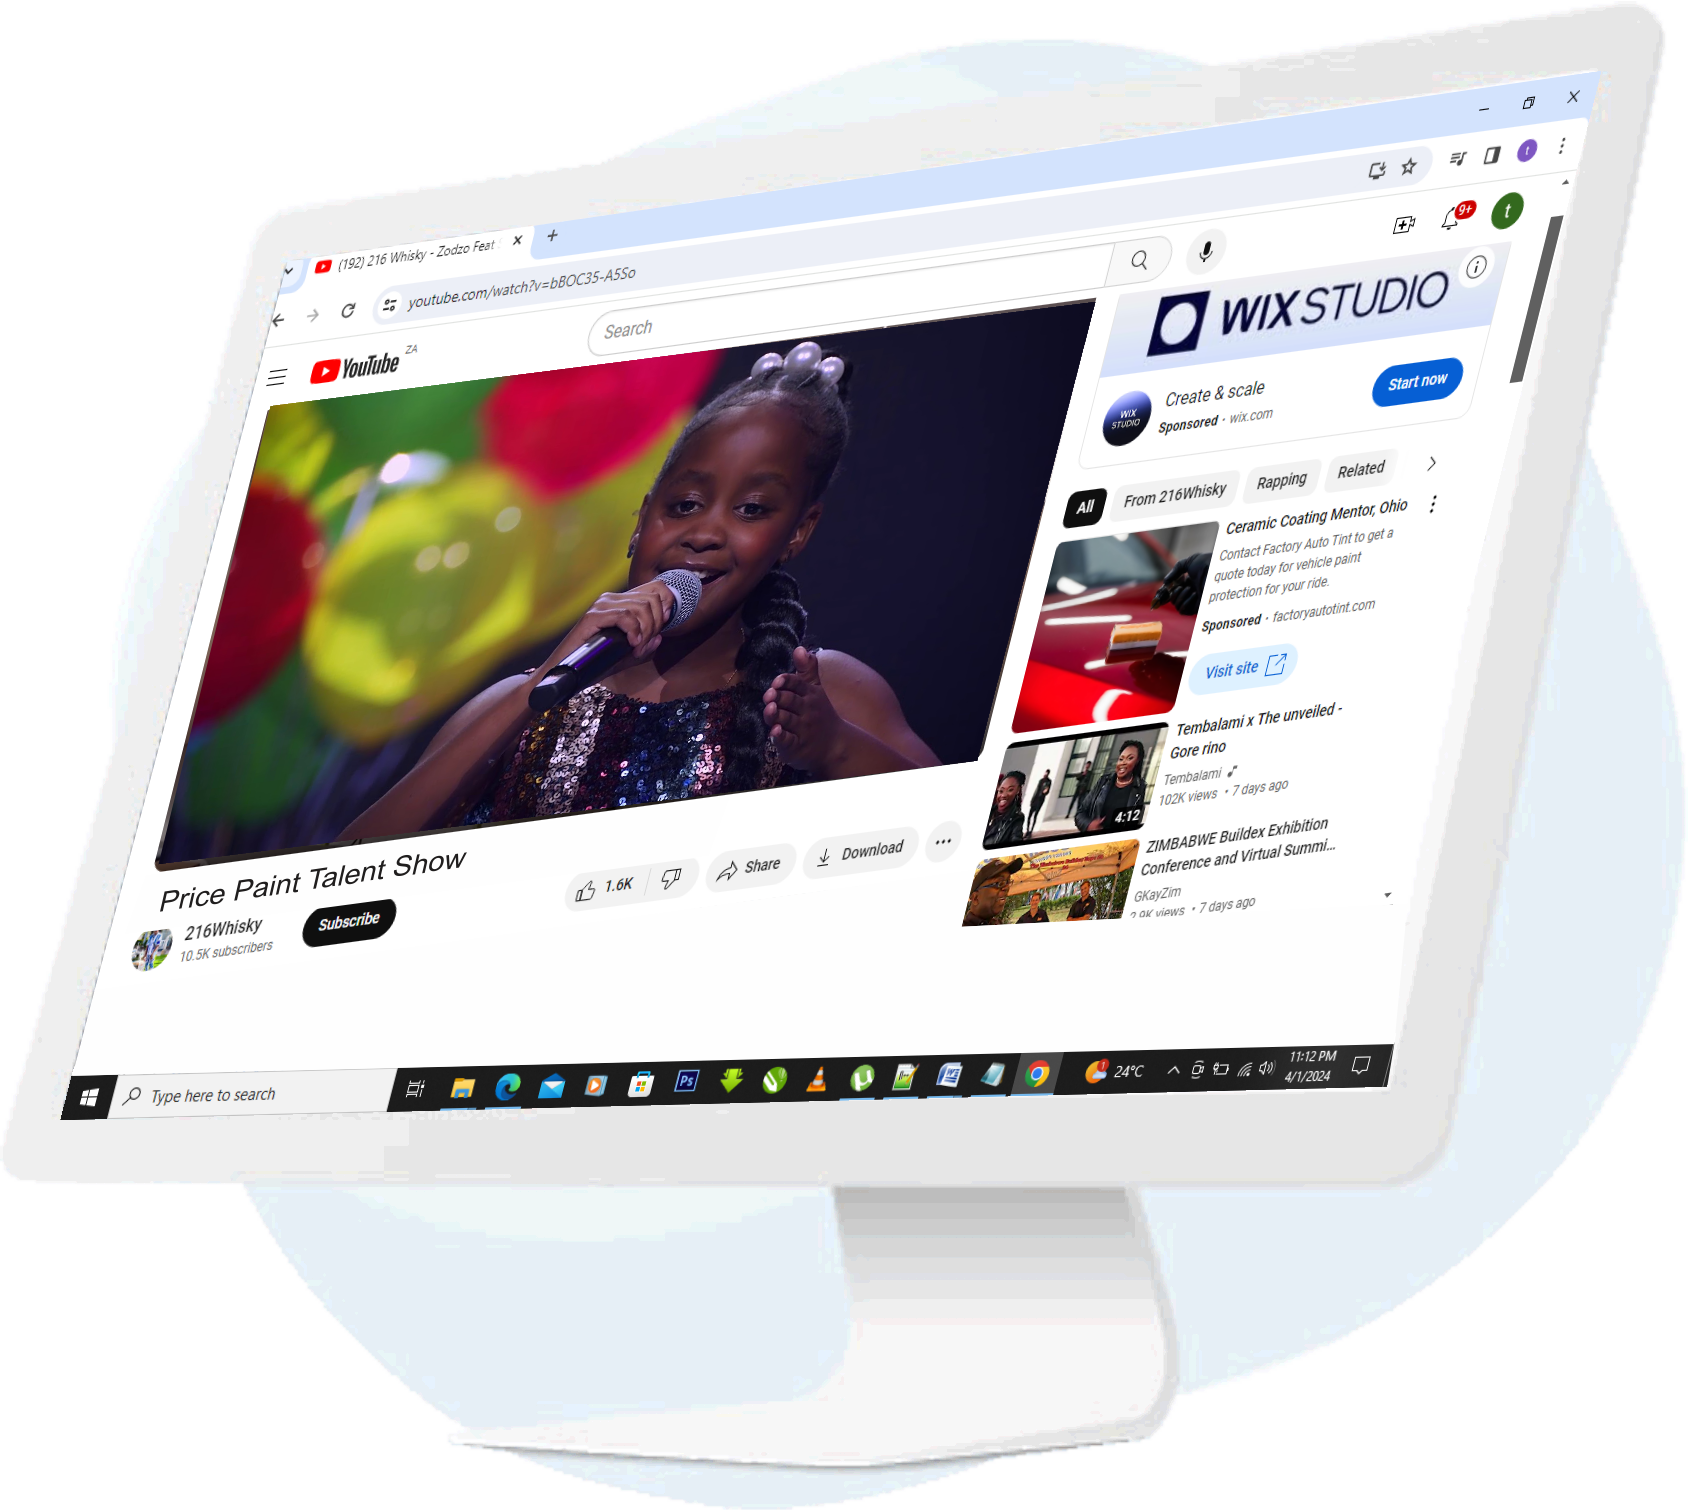 (192) 216 Whisky - Zodzo Feat
youtube.com/watch?v=bBOC35-A5So
YouTube ZA
Search
9+
t
t
WIX STUDIO
WIX
STUDIO
Create & scale
Sponsored · wix.com
Start now
All
From 216Whisky
Rapping
Related
Ceramic Coating Mentor, Ohio
Contact Factory Auto Tint to get a
quote today for vehicle paint
protection for your ride.
Sponsored · factoryautotint.com
Visit site
Tembalami x The unveiled -
Gore rino
Tembalami
102K views • 7 days ago
4:12
ZIMBABWE Buildex Exhibition
Conference and Virtual Summi...
GKayZim
2.9K views • 7 days ago
Price Paint Talent Show
216Whisky
10.5K subscribers
Subscribe
1.6K
Share
Download
Type here to search
Ps
24°C
11:12 PM
4/1/2024